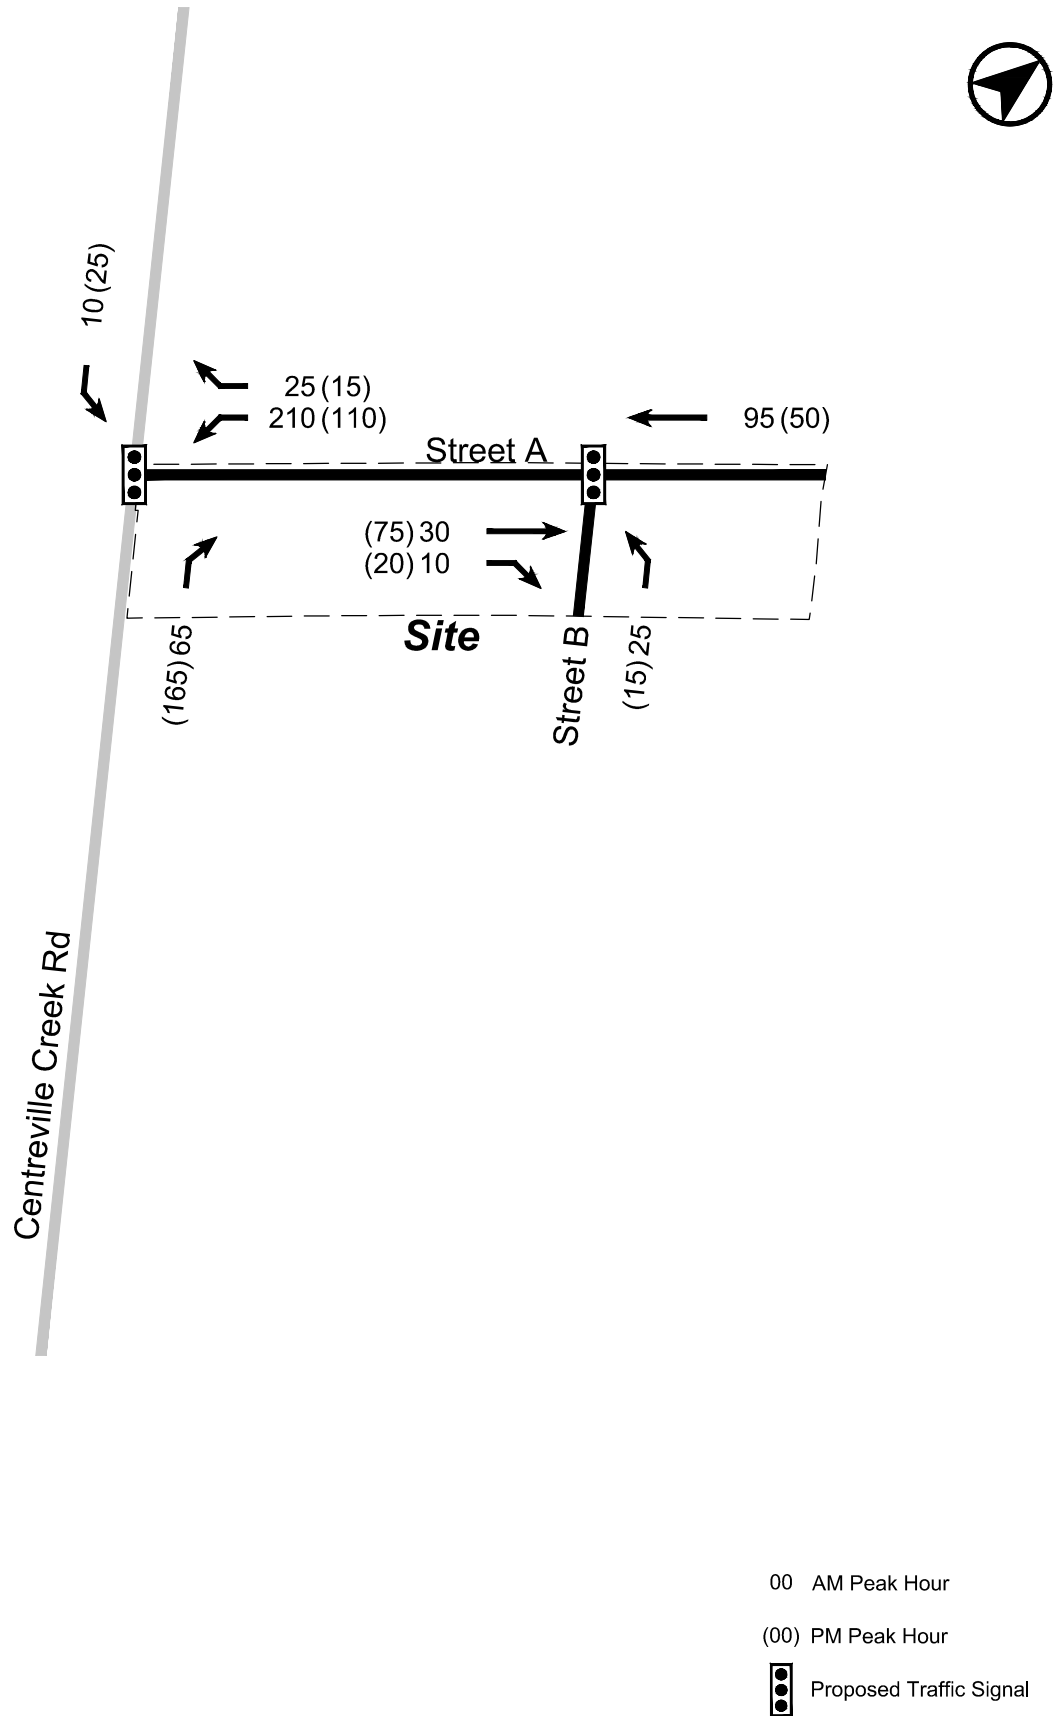 10 (25)
25 (15)
210 (110)
95 (50)
Street A
(75) 30
(20) 10
Site
(165) 65
Street B
(15) 25
Centreville Creek Rd
00 AM Peak Hour
(00) PM Peak Hour
Proposed Traffic Signal